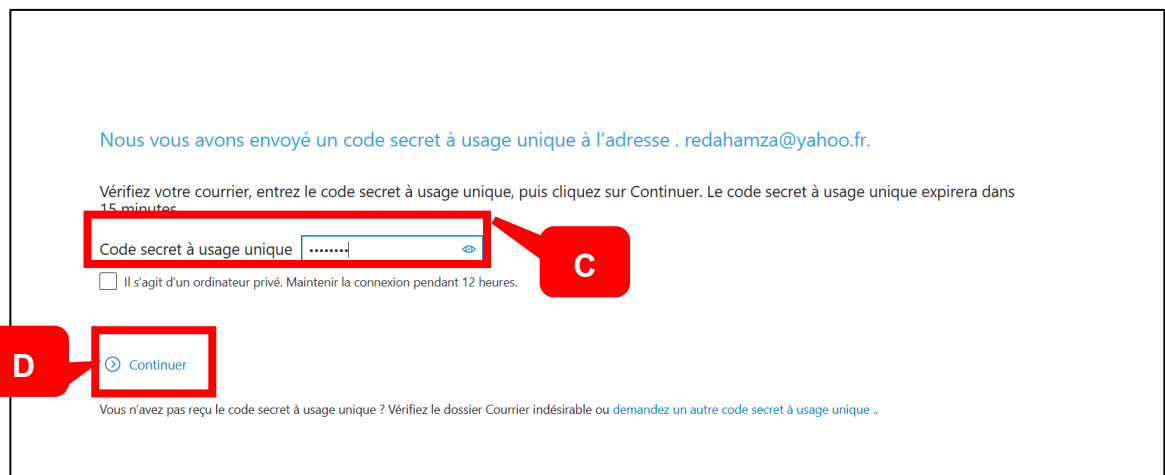 Nous vous avons envoyé un code secret à usage unique à l'adresse . redahamza@yahoo.fr.
Vérifiez votre courrier, entrez le code secret à usage unique, puis cliquez sur Continuer. Le code secret à usage unique expirera dans
15 minutes
Code secret à usage unique ••••••••
C
Il s'agit d'un ordinateur privé. Maintenir la connexion pendant 12 heures.
D
Continuer
Vous n'avez pas reçu le code secret à usage unique ? Vérifiez le dossier Courrier indésirable ou demandez un autre code secret à usage unique ..